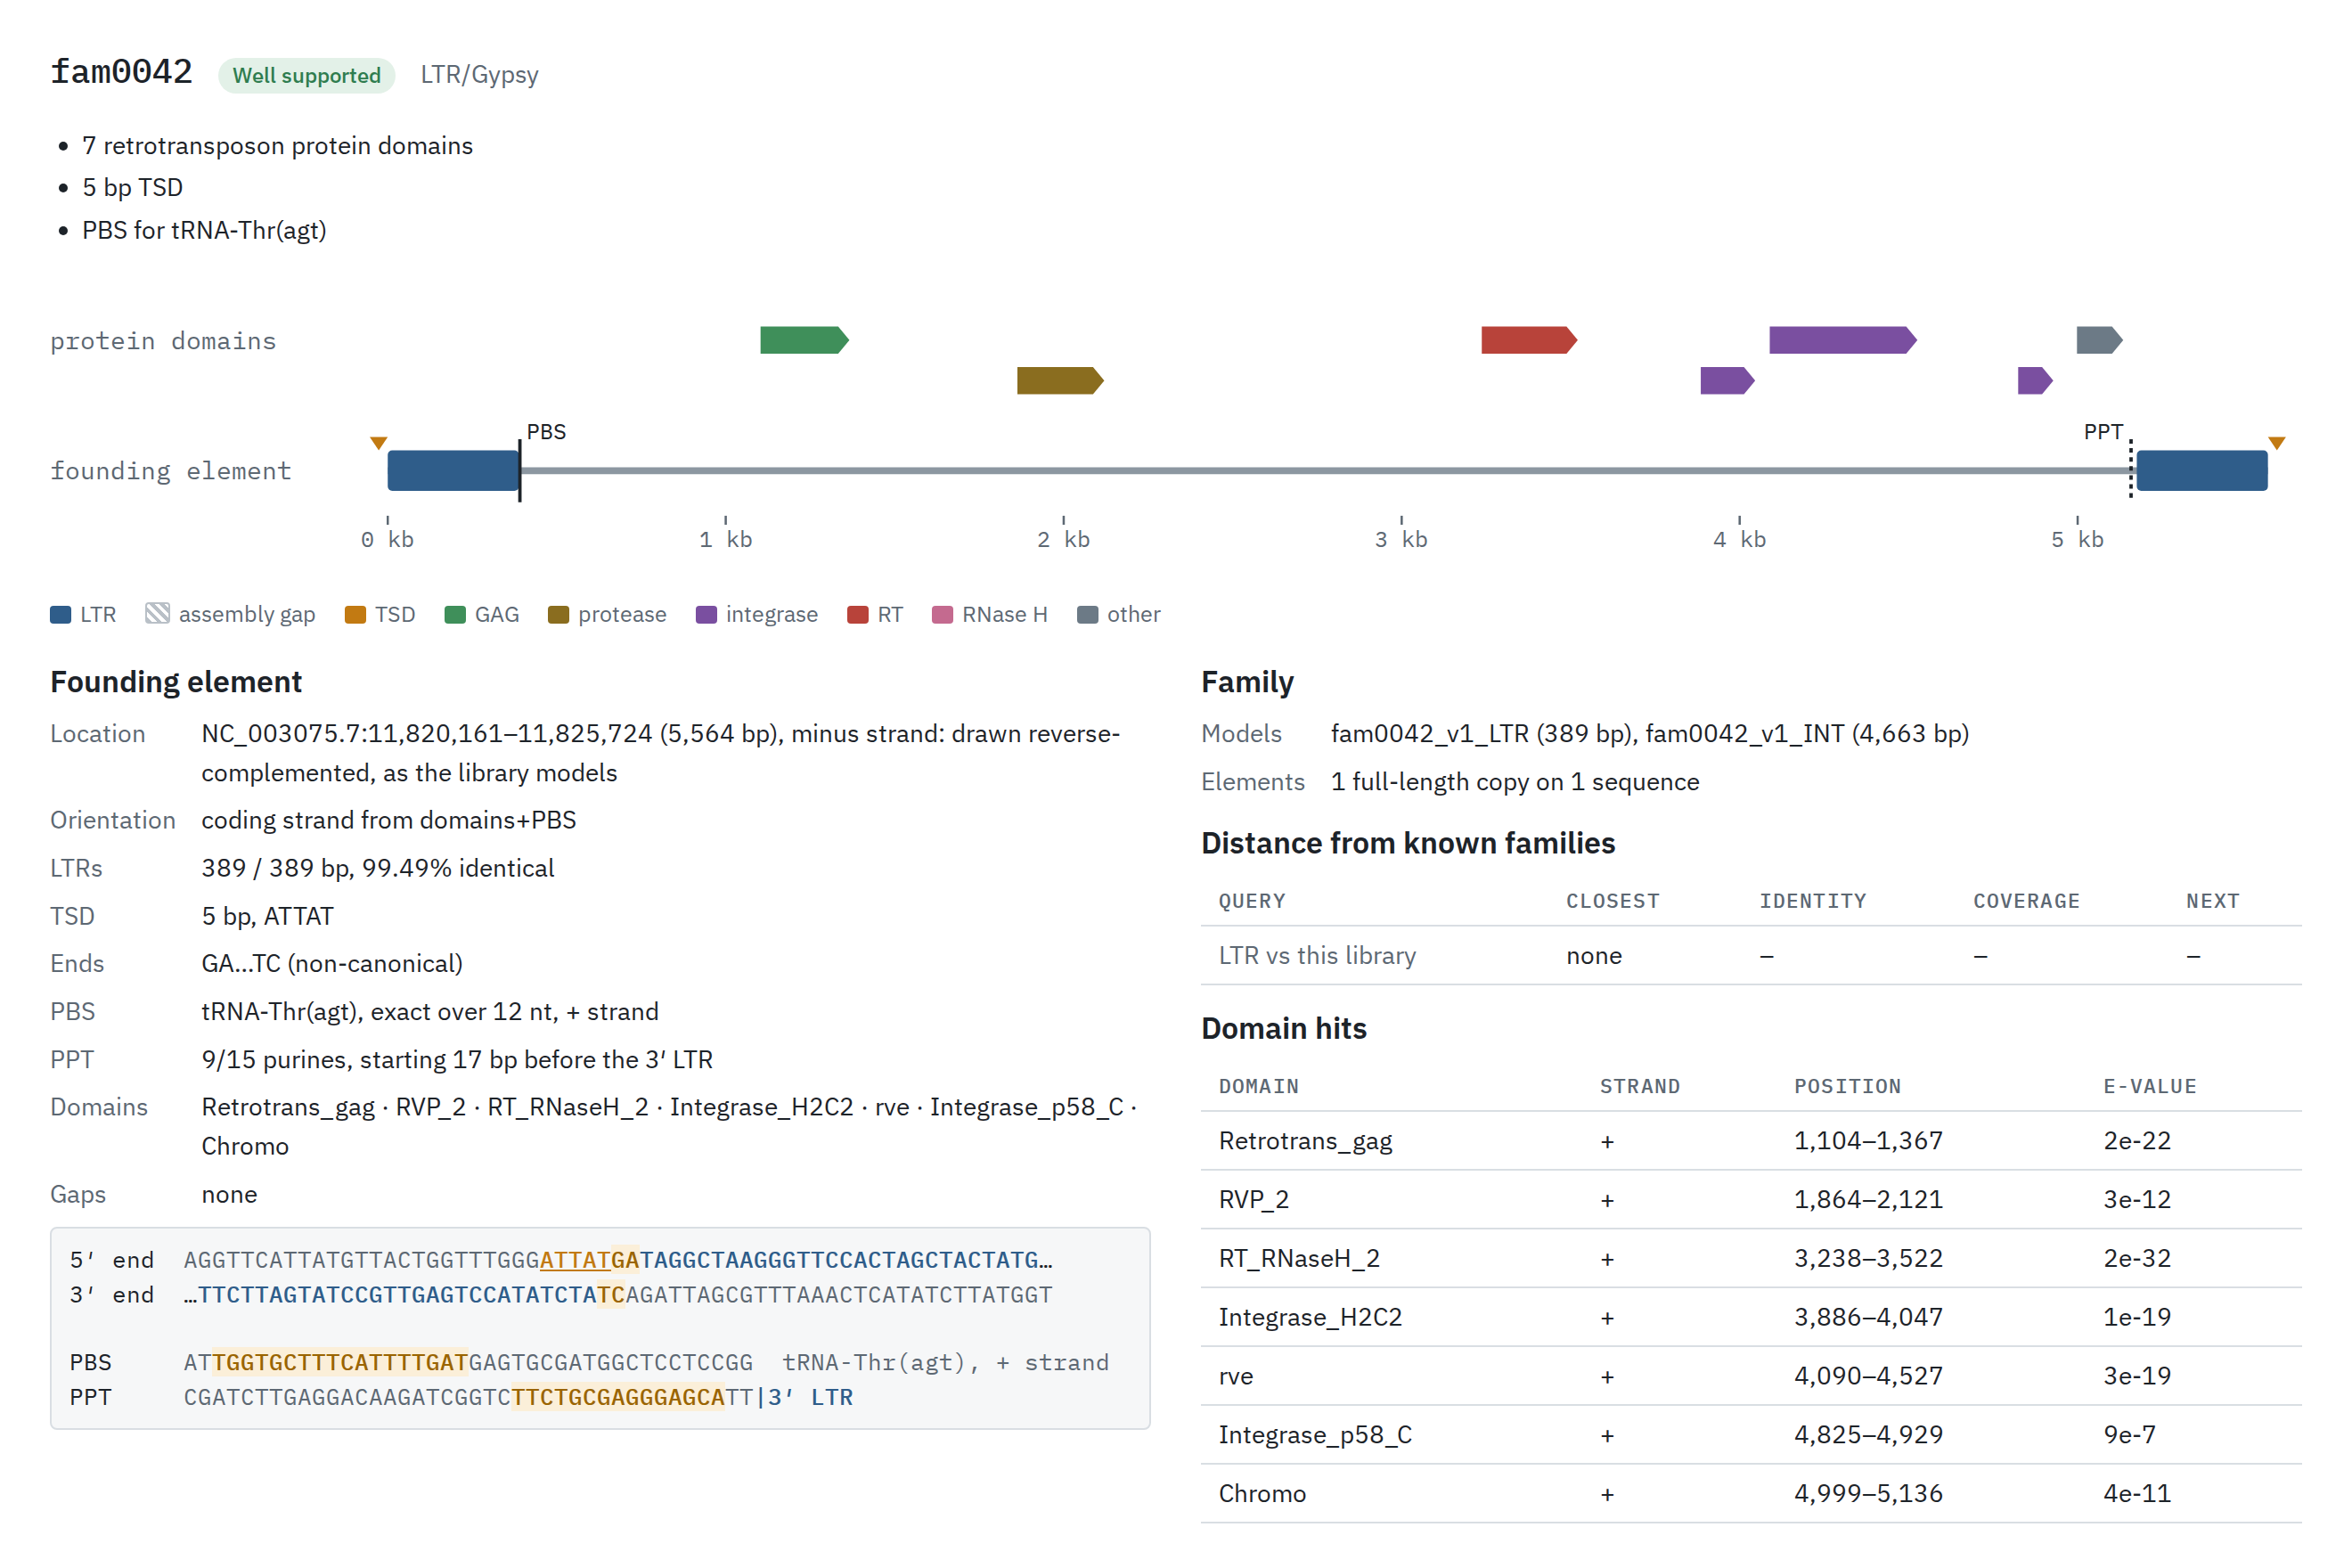 fam0042 Well supported LTR/Gypsy
• 7 retrotransposon protein domains
• 5 bp TSD
• PBS for tRNA-Thr(agt)
protein domains
PBS
PPT
founding element
0 kb 1 kb 2 kb 3 kb 4 kb 5 kb
LTR assembly gap TSD GAG protease integrase RT RNase H other
Founding element
Location NC_003075.7:11,820,161–11,825,724 (5,564 bp), minus strand: drawn reverse-
complemented, as the library models
Orientation coding strand from domains+PBS
LTRs 389 / 389 bp, 99.49% identical
TSD 5 bp, ATTAT
Ends GA…TC (non-canonical)
PBS tRNA-Thr(agt), exact over 12 nt, + strand
PPT 9/15 purines, starting 17 bp before the 3′ LTR
Domains Retrotrans_gag · RVP_2 · RT_RNaseH_2 · Integrase_H2C2 · rve · Integrase_p58_C ·
Chromo
Gaps none
5′ end AGGTTCATTATGTTACTGGTTTGGGATTATGATAGGCTAAGGGTTCCACTAGCTACTATG…
3′ end …TTCTTAGTATCCGTTGAGTCCATATCTATCAGATTAGCGTTTAAACTCATATCTTATGGT
PBS ATTGGTGCTTTCATTTTGATGAGTGCGATGGCTCCTCCGG tRNA-Thr(agt), + strand
PPT CGATCTTGAGGACAAGATCGGTCTTCTGCGAGGGAGCATT|3′ LTR
Family
Models fam0042_v1_LTR (389 bp), fam0042_v1_INT (4,663 bp)
Elements 1 full-length copy on 1 sequence
Distance from known families
QUERY CLOSEST IDENTITY COVERAGE NEXT
LTR vs this library none – – –
Domain hits
DOMAIN STRAND POSITION E-VALUE
Retrotrans_gag + 1,104–1,367 2e-22
RVP_2 + 1,864–2,121 3e-12
RT_RNaseH_2 + 3,238–3,522 2e-32
Integrase_H2C2 + 3,886–4,047 1e-19
rve + 4,090–4,527 3e-19
Integrase_p58_C + 4,825–4,929 9e-7
Chromo + 4,999–5,136 4e-11